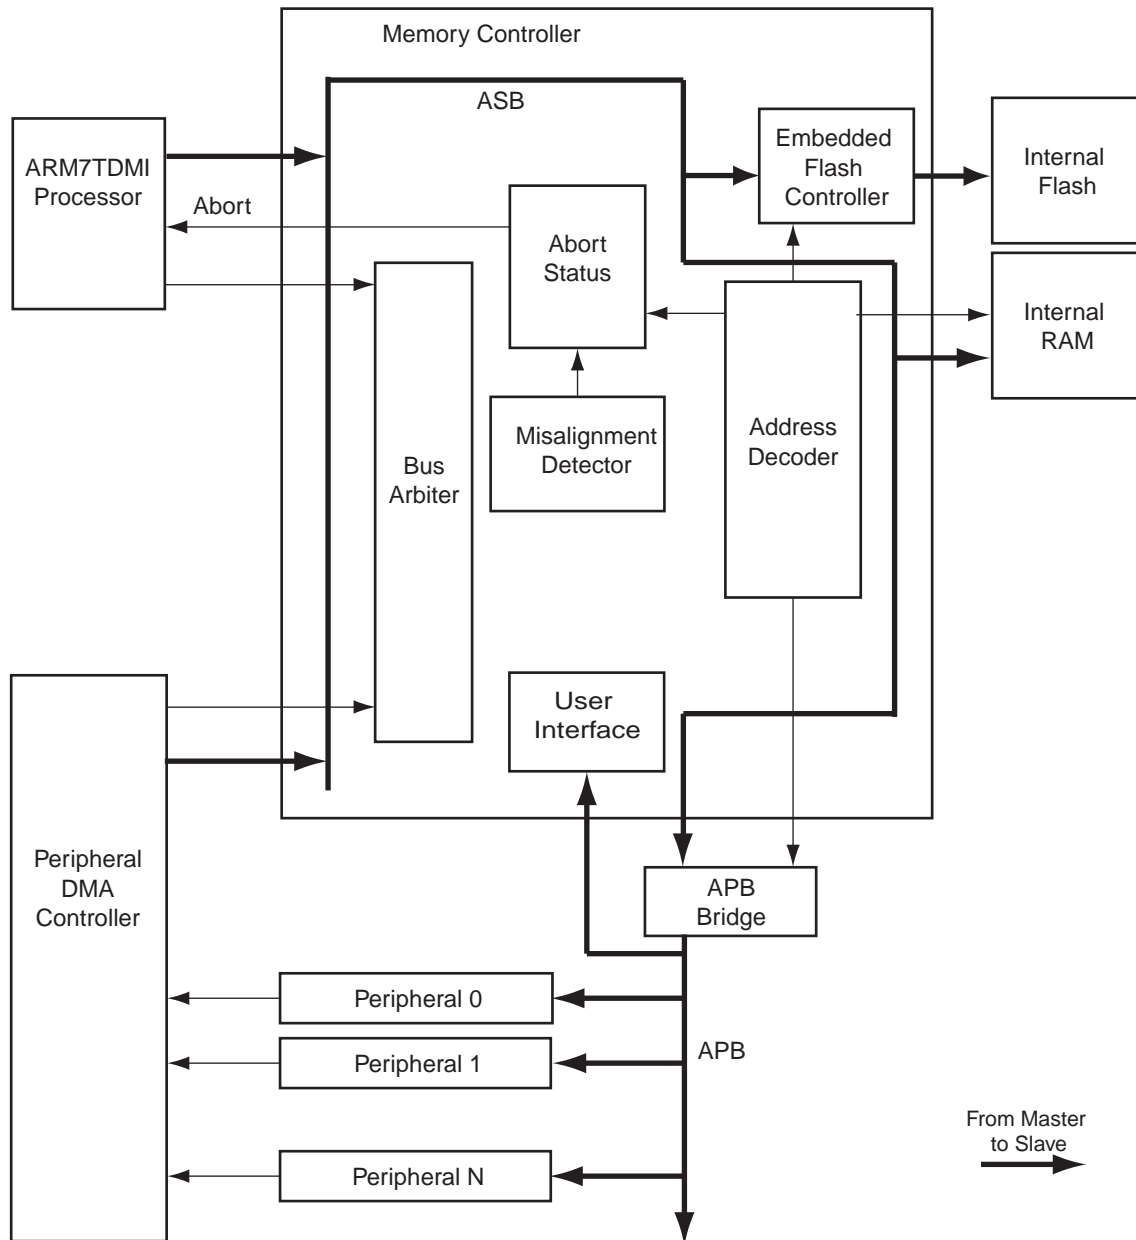 Memory Controller
ASB
ARM7TDMI
Processor
Abort
Abort
Status
Embedded
Flash
Controller
Internal
Flash
Internal
RAM
Bus
Arbiter
Misalignment
Detector
Address
Decoder
User
Interface
Peripheral
DMA
Controller
APB
Bridge
Peripheral 0
Peripheral 1
APB
Peripheral N
From Master
to Slave